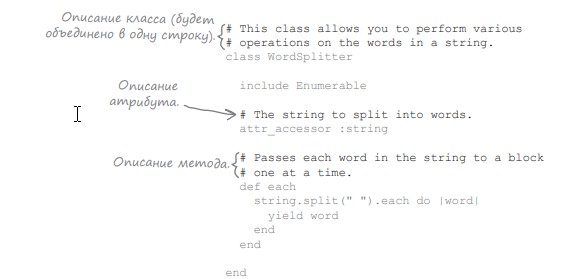 Описание класса (будет
объединено в одну строку).
# This class allows you to perform various
# operations on the words in a string.
class WordSplitter
include Enumerable
Описание
атрибута.
# The string to split into words.
attr_accessor :string
Описание метода.
# Passes each word in the string to a block
# one at a time.
def each
string.split(" ").each do |word|
yield word
end
end
end